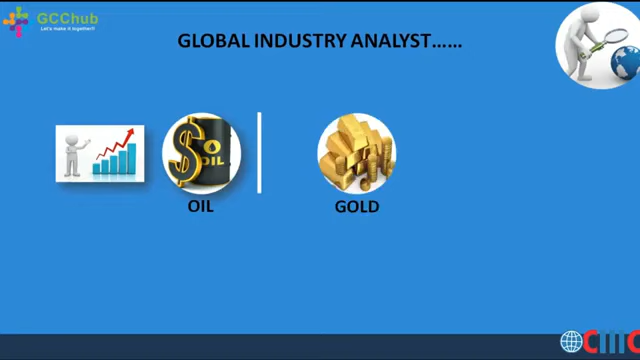 GCChub
Let's make it together!!
GLOBAL INDUSTRY ANALYST......
OIL
OIL
GOLD